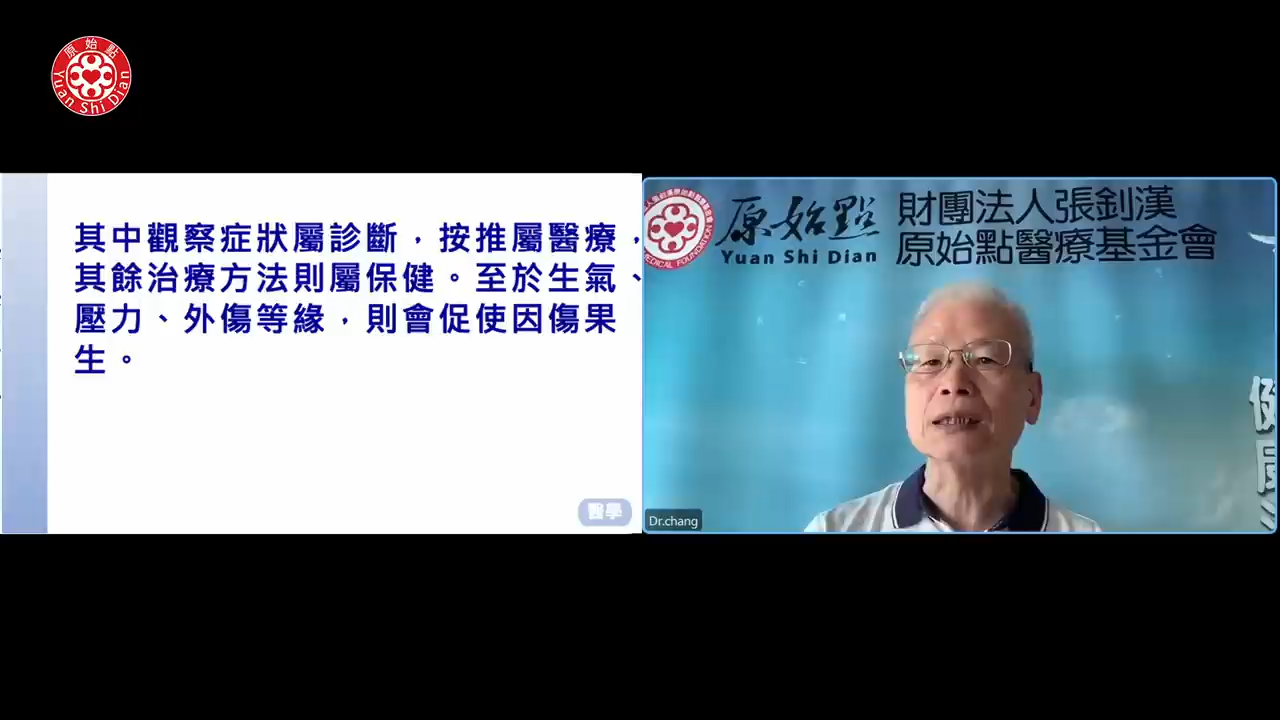 原始點
Yuan Shi Dian
其中觀察症狀屬診斷，按推屬醫療，
其餘治療方法則屬保健。至於生氣、
壓力、外傷等緣，則會促使因傷果
生。
醫學
原始點
Yuan Shi Dian
財團法人張釗漢
原始點醫療基金會
Dr.chang